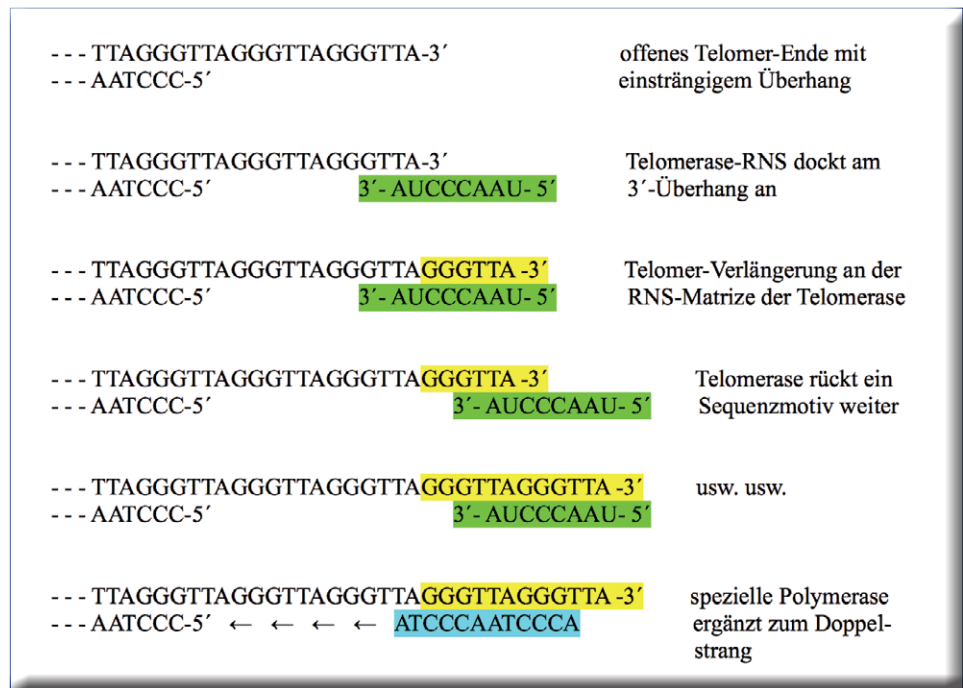 - - - TTAGGGTTAGGGTTAGGGTTA-3´ offenes Telomer-Ende mit
- - - AATCCC-5´ einsträngigem Überhang
- - - TTAGGGTTAGGGTTAGGGTTA-3´ Telomerase-RNS dockt am
- - - AATCCC-5´ 3´- AUCCCAAU- 5´ 3´-Überhang an
- - - TTAGGGTTAGGGTTAGGGTTAGGGTTA -3´ Telomer-Verlängerung an der
- - - AATCCC-5´ 3´- AUCCCAAU- 5´ RNS-Matrize der Telomerase
- - - TTAGGGTTAGGGTTAGGGTTAGGGTTA -3´ Telomerase rückt ein
- - - AATCCC-5´ 3´- AUCCCAAU- 5´ Sequenzmotiv weiter
- - - TTAGGGTTAGGGTTAGGGTTAGGGTTAGGGTTA -3´ usw. usw.
- - - AATCCC-5´ 3´- AUCCCAAU- 5´
- - - TTAGGGTTAGGGTTAGGGTTAGGGTTAGGGTTA -3´ spezielle Polymerase
- - - AATCCC-5´ ← ← ← ← ATCCCAATCCCA ergänzt zum Doppel-
strang